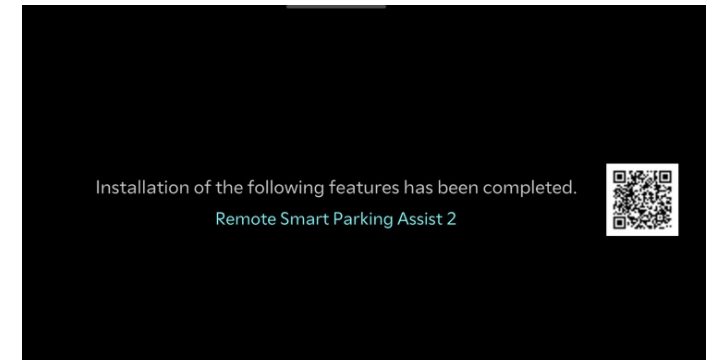 Installation of the following features has been completed.
Remote Smart Parking Assist 2